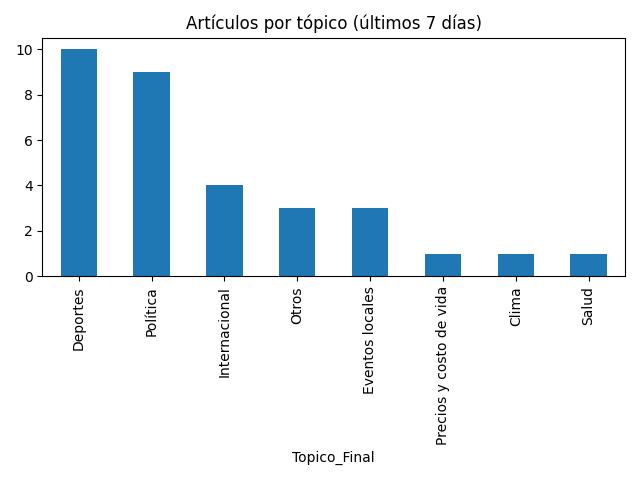 Artículos por tópico (últimos 7 días)
10
8
6
4
2
0
Deportes
Política
Internacional
Otros
Eventos locales
Precios y costo de vida
Clima
Salud
Topico_Final